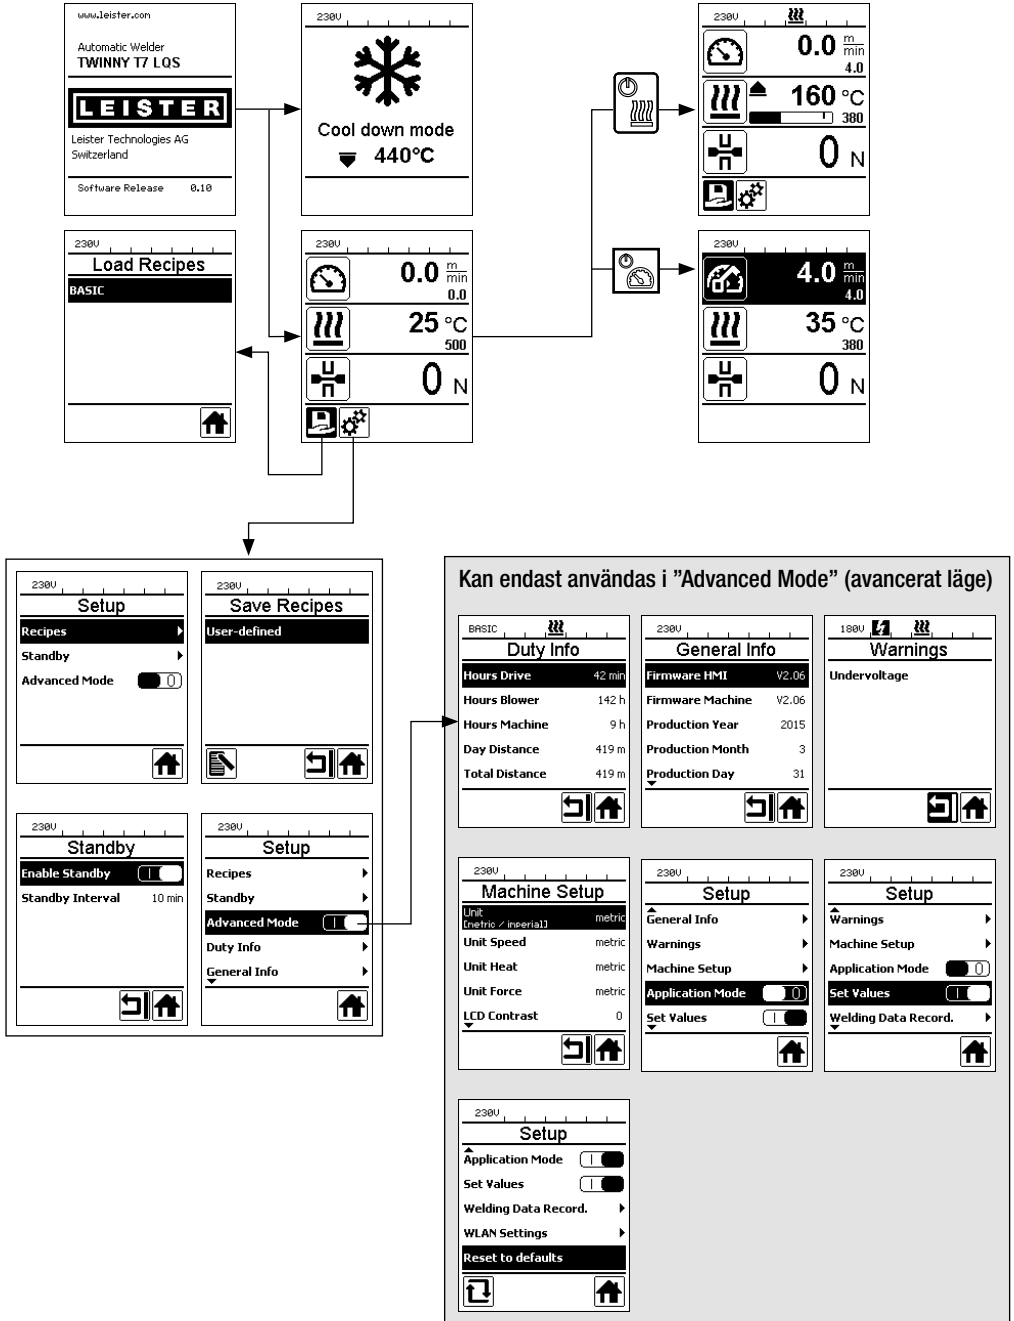 www.leister.com
Automatic Welder
TWINNY T7 LQS
LEISTER
Leister Technologies AG
Switzerland
Software Release 0.10
230V
Cool down mode
440°C
230V
0.0 m/min
4.0
160 °C
380
0 N
230V
Load Recipes
BASIC
230V
0.0 m/min
0.0
25 °C
500
0 N
230V
4.0 m/min
4.0
35 °C
380
0 N
230V
Setup
Recipes
Standby
Advanced Mode 0
230V
Save Recipes
User-defined
230V
Standby
Enable Standby I
Standby Interval 10 min
230V
Setup
Recipes
Standby
Advanced Mode I
Duty Info
General Info
Kan endast användas i ”Advanced Mode” (avancerat läge)
BASIC
Duty Info
Hours Drive 42 min
Hours Blower 142 h
Hours Machine 9 h
Day Distance 419 m
Total Distance 419 m
230V
General Info
Firmware HMI V2.06
Firmware Machine V2.06
Production Year 2015
Production Month 3
Production Day 31
180V
Warnings
Undervoltage
230V
Machine Setup
Unit metric
[metric / inperial]
Unit Speed metric
Unit Heat metric
Unit Force metric
LCD Contrast 0
230V
Setup
General Info
Warnings
Machine Setup
Application Mode 0
Set Values I
230V
Setup
Warnings
Machine Setup
Application Mode 0
Set Values I
Welding Data Record.
230V
Setup
Application Mode I
Set Values I
Welding Data Record.
WLAN Settings
Reset to defaults